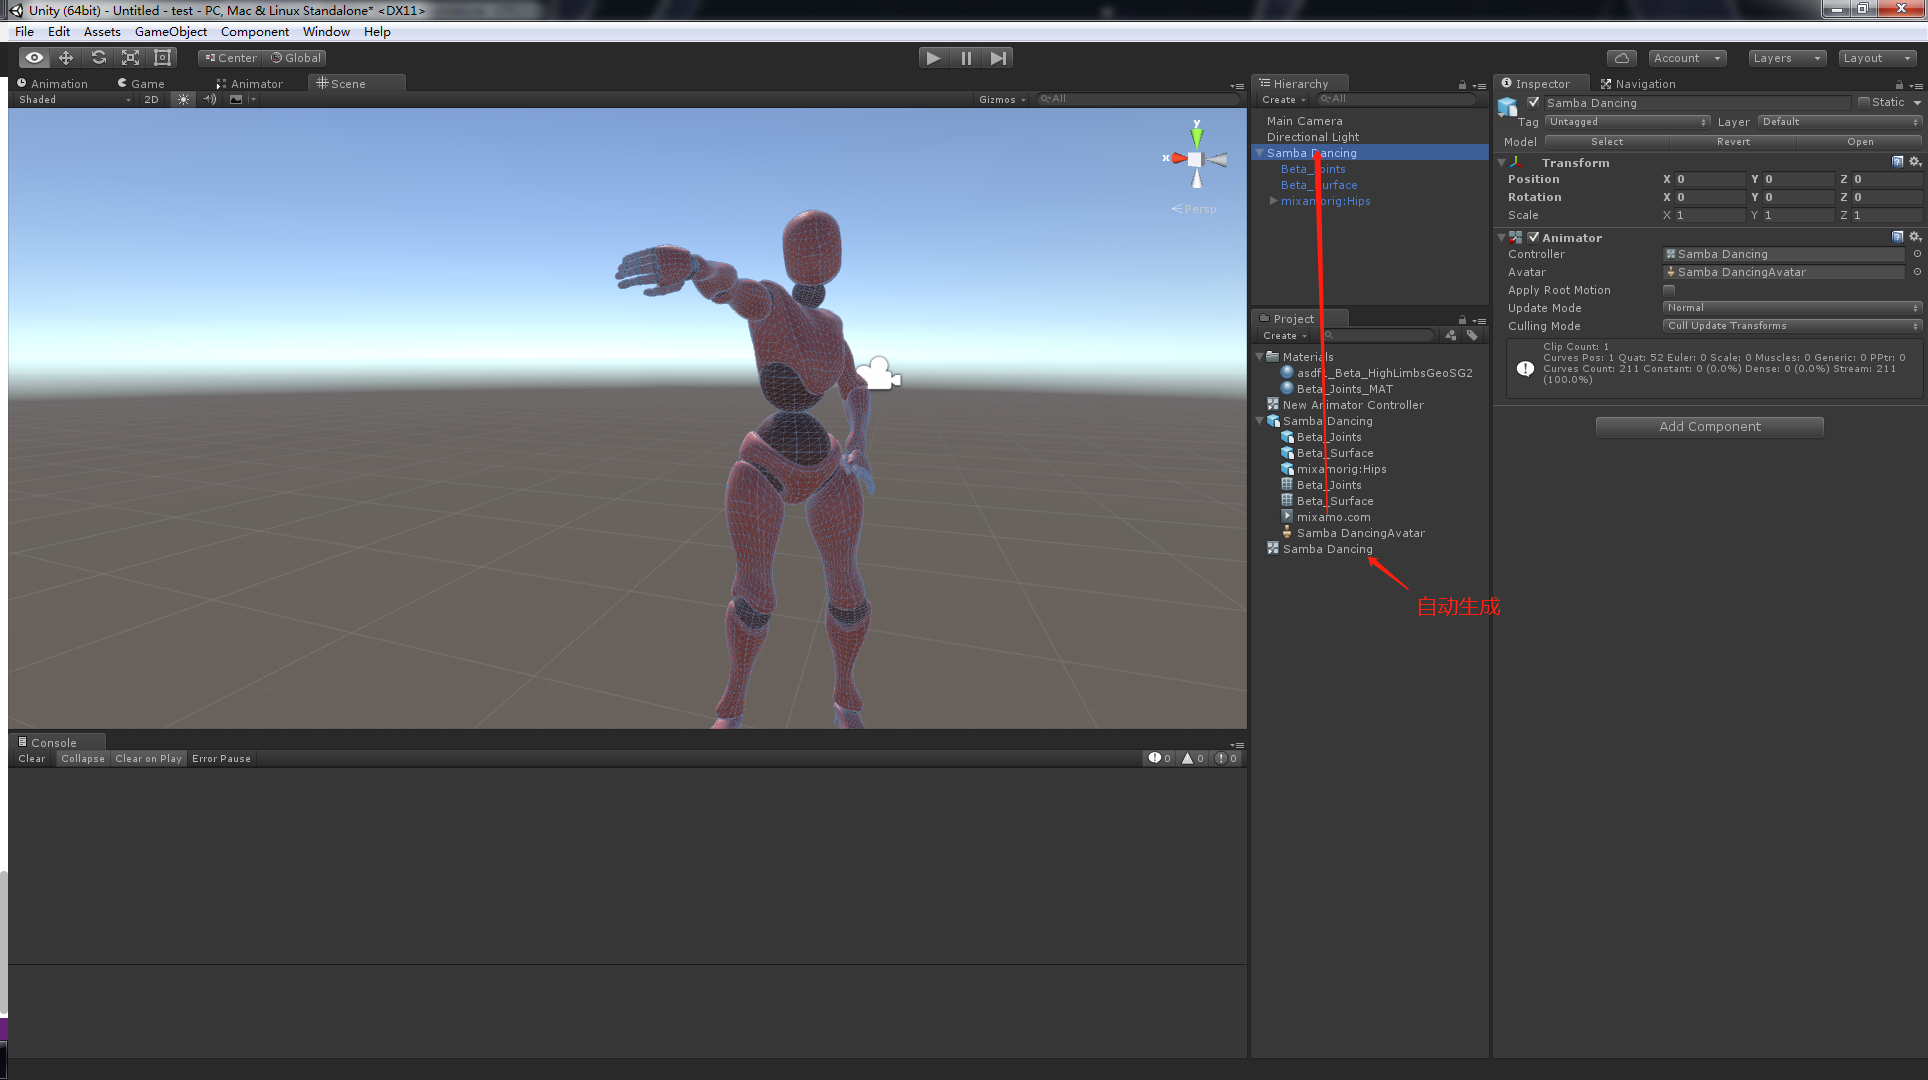 Unity (64bit) - Untitled - test - PC, Mac & Linux Standalone* <DX11>
File Edit Assets GameObject Component Window Help
Center Global Account Layers Layout
Animation Game Animator Scene
Shaded 2D Gizmos All
y
x
Persp
Hierarchy
Create All
Main Camera
Directional Light
Samba Dancing
Beta_Joints
Beta_Surface
mixamorig:Hips
Project
Create
Materials
asdf1_Beta_HighLimbsGeoSG2
Beta_Joints_MAT
New Animator Controller
Samba Dancing
Beta_Joints
Beta_Surface
mixamorig:Hips
Beta_Joints
Beta_Surface
mixamo.com
Samba DancingAvatar
Samba Dancing
自动生成
Inspector Navigation
Samba Dancing Static
Tag Untagged Layer Default
Model Select Revert Open
Transform
Position X 0 Y 0 Z 0
Rotation X 0 Y 0 Z 0
Scale X 1 Y 1 Z 1
Animator
Controller Samba Dancing
Avatar Samba DancingAvatar
Apply Root Motion
Update Mode Normal
Culling Mode Cull Update Transforms
Clip Count: 1
Curves Pos: 1 Quat: 52 Euler: 0 Scale: 0 Muscles: 0 Generic: 0 PPtr: 0
Curves Count: 211 Constant: 0 (0.0%) Dense: 0 (0.0%) Stream: 211
(100.0%)
Add Component
Console
Clear Collapse Clear on Play Error Pause 0 0 0